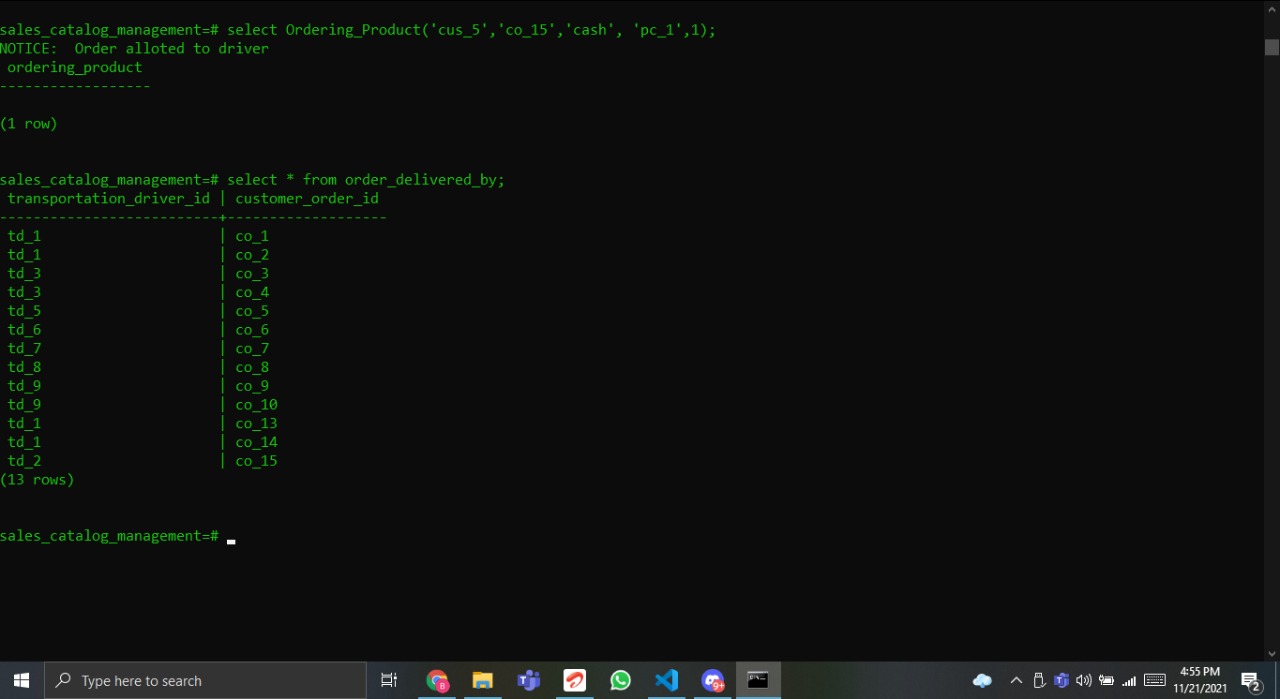 sales_catalog_management=# select Ordering_Product('cus_5','co_15','cash', 'pc_1',1);
NOTICE:  Order alloted to driver
 ordering_product
------------------

(1 row)


sales_catalog_management=# select * from order_delivered_by;
 transportation_driver_id | customer_order_id
--------------------------+-------------------
 td_1                     | co_1
 td_1                     | co_2
 td_3                     | co_3
 td_3                     | co_4
 td_5                     | co_5
 td_6                     | co_6
 td_7                     | co_7
 td_8                     | co_8
 td_9                     | co_9
 td_9                     | co_10
 td_1                     | co_13
 td_1                     | co_14
 td_2                     | co_15
(13 rows)


sales_catalog_management=#
Type here to search
B
9+
4:55 PM
11/21/2021
2